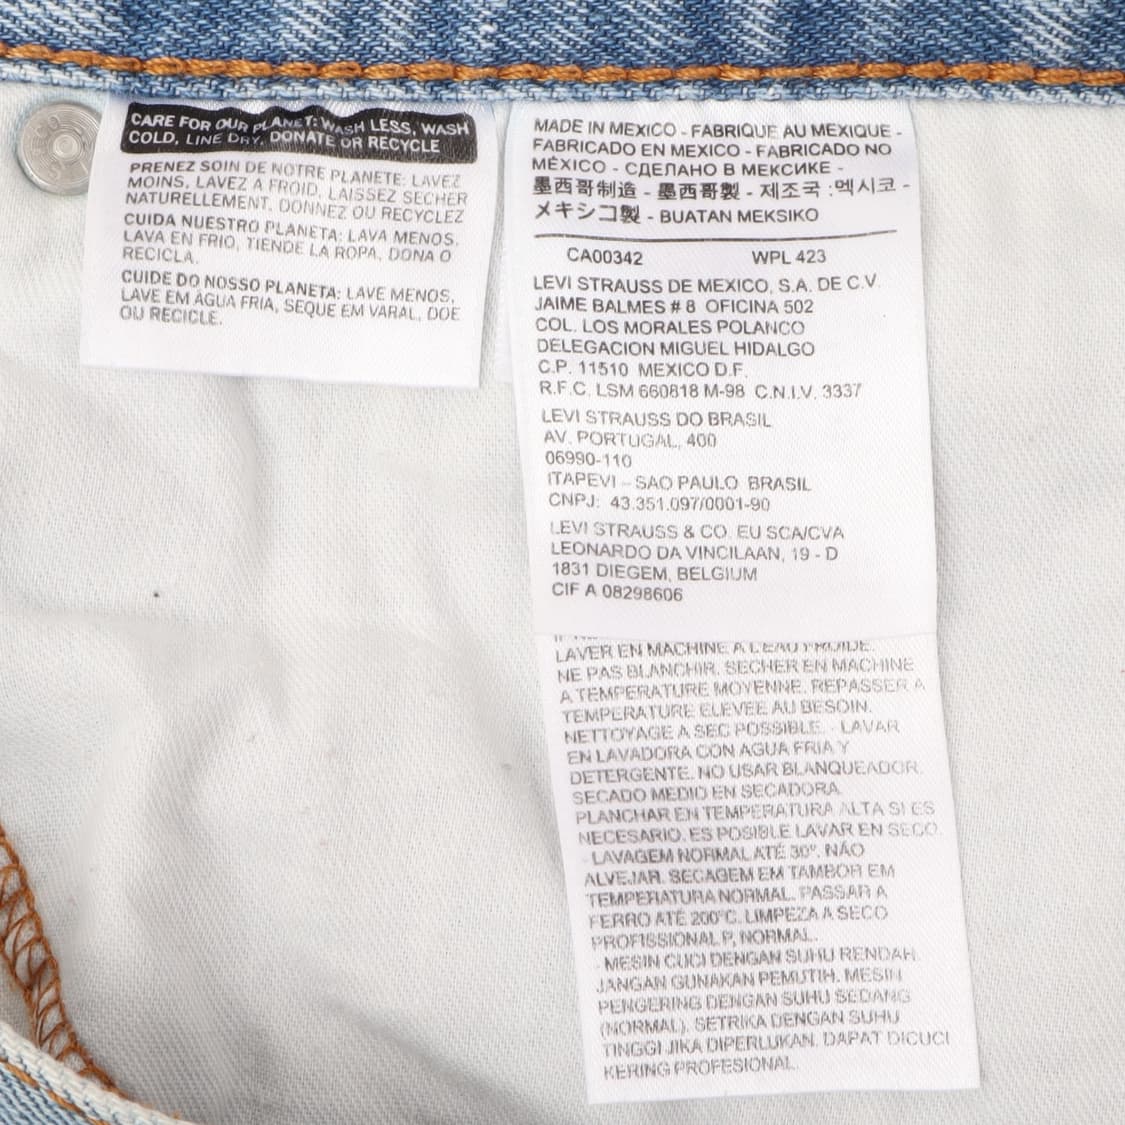 CARE FOR OUR PLANET: WASH LESS, WASH
COLD, LINE DRY, DONATE OR RECYCLE
PRENEZ SOIN DE NOTRE PLANETE: LAVEZ
MOINS, LAVEZ A FROID, LAISSEZ SECHER
NATURELLEMENT, DONNEZ OU RECYCLEZ
CUIDA NUESTRO PLANETA: LAVA MENOS,
LAVA EN FRIO, TIENDE LA ROPA, DONA O
RECICLA.
CUIDE DO NOSSO PLANETA: LAVE MENOS,
LAVE EM ÁGUA FRIA, SEQUE EM VARAL, DOE
OU RECICLE.
MADE IN MEXICO - FABRIQUE AU MEXIQUE -
FABRICADO EN MEXICO - FABRICADO NO
MÉXICO - СДЕЛАНО В МЕКСИКЕ -
墨西哥制造 - 墨西哥製 - 제조국 :멕시코 -
メキシコ製 - BUATAN MEKSIKO
CA00342 WPL 423
LEVI STRAUSS DE MEXICO, S.A. DE C.V.
JAIME BALMES # 8 OFICINA 502
COL. LOS MORALES POLANCO
DELEGACION MIGUEL HIDALGO
C.P. 11510 MEXICO D.F.
R.F.C. LSM 660818 M-98 C.N.I.V. 3337
LEVI STRAUSS DO BRASIL
AV. PORTUGAL, 400
06990-110
ITAPEVI - SAO PAULO BRASIL
CNPJ: 43.351.097/0001-90
LEVI STRAUSS & CO. EU SCA/CVA
LEONARDO DA VINCILAAN, 19 - D
1831 DIEGEM, BELGIUM
CIF A 08298606
LAVER EN MACHINE A L'EAU FROIDE.
NE PAS BLANCHIR. SECHER EN MACHINE
A TEMPERATURE MOYENNE. REPASSER A
TEMPERATURE ELEVEE AU BESOIN.
NETTOYAGE A SEC POSSIBLE. - LAVAR
EN LAVADORA CON AGUA FRIA Y
DETERGENTE. NO USAR BLANQUEADOR.
SECADO MEDIO EN SECADORA.
PLANCHAR EN TEMPERATURA ALTA SI ES
NECESARIO. ES POSIBLE LAVAR EN SECO.
- LAVAGEM NORMAL ATÉ 30°. NÃO
ALVEJAR. SECAGEM EM TAMBOR EM
TEMPERATURA NORMAL. PASSAR A
FERRO ATÉ 200°C. LIMPEZA A SECO
PROFISSIONAL P, NORMAL.
- MESIN CUCI DENGAN SUHU RENDAH.
JANGAN GUNAKAN PEMUTIH. MESIN
PENGERING DENGAN SUHU SEDANG
(NORMAL). SETRIKA DENGAN SUHU
TINGGI JIKA DIPERLUKAN. DAPAT DICUCI
KERING PROFESIONAL.